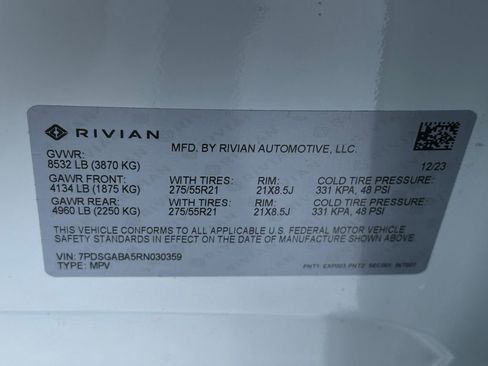 RIVIAN
MFD. BY RIVIAN AUTOMOTIVE, LLC.
GVWR:
8532 LB (3870 KG) 12/23
GAWR FRONT: WITH TIRES RIM: COLD TIRE PRESSURE:
4134 LB (1875 KG) 275/55R21 21X8.5J 331 KPA, 48 PSI
GAWR REAR: WITH TIRES RIM: COLD TIRE PRESSURE:
4960 LB (2250 KG) 275/55R21 21X8.5J 331 KPA, 48 PSI
THIS VEHICLE CONFORMS TO ALL APPLICABLE U.S. FEDERAL MOTOR VEHICLE
SAFETY STANDARDS IN EFFECT ON THE DATE OF MANUFACTURE SHOWN ABOVE.
VIN: 7PDSGABA5RN030359
TYPE: MPV PNT1: EXP003 PNT2: INT001